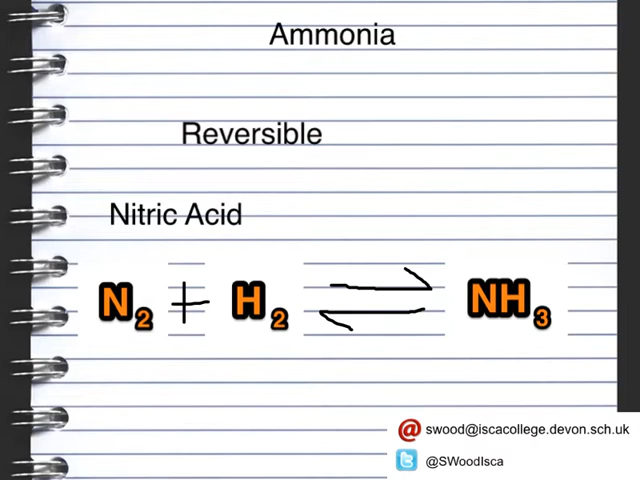 Ammonia
Reversible
Nitric Acid
N2 + H2 ⇌ NH3
@ swood@iscacollege.devon.sch.uk
@SWoodIsca